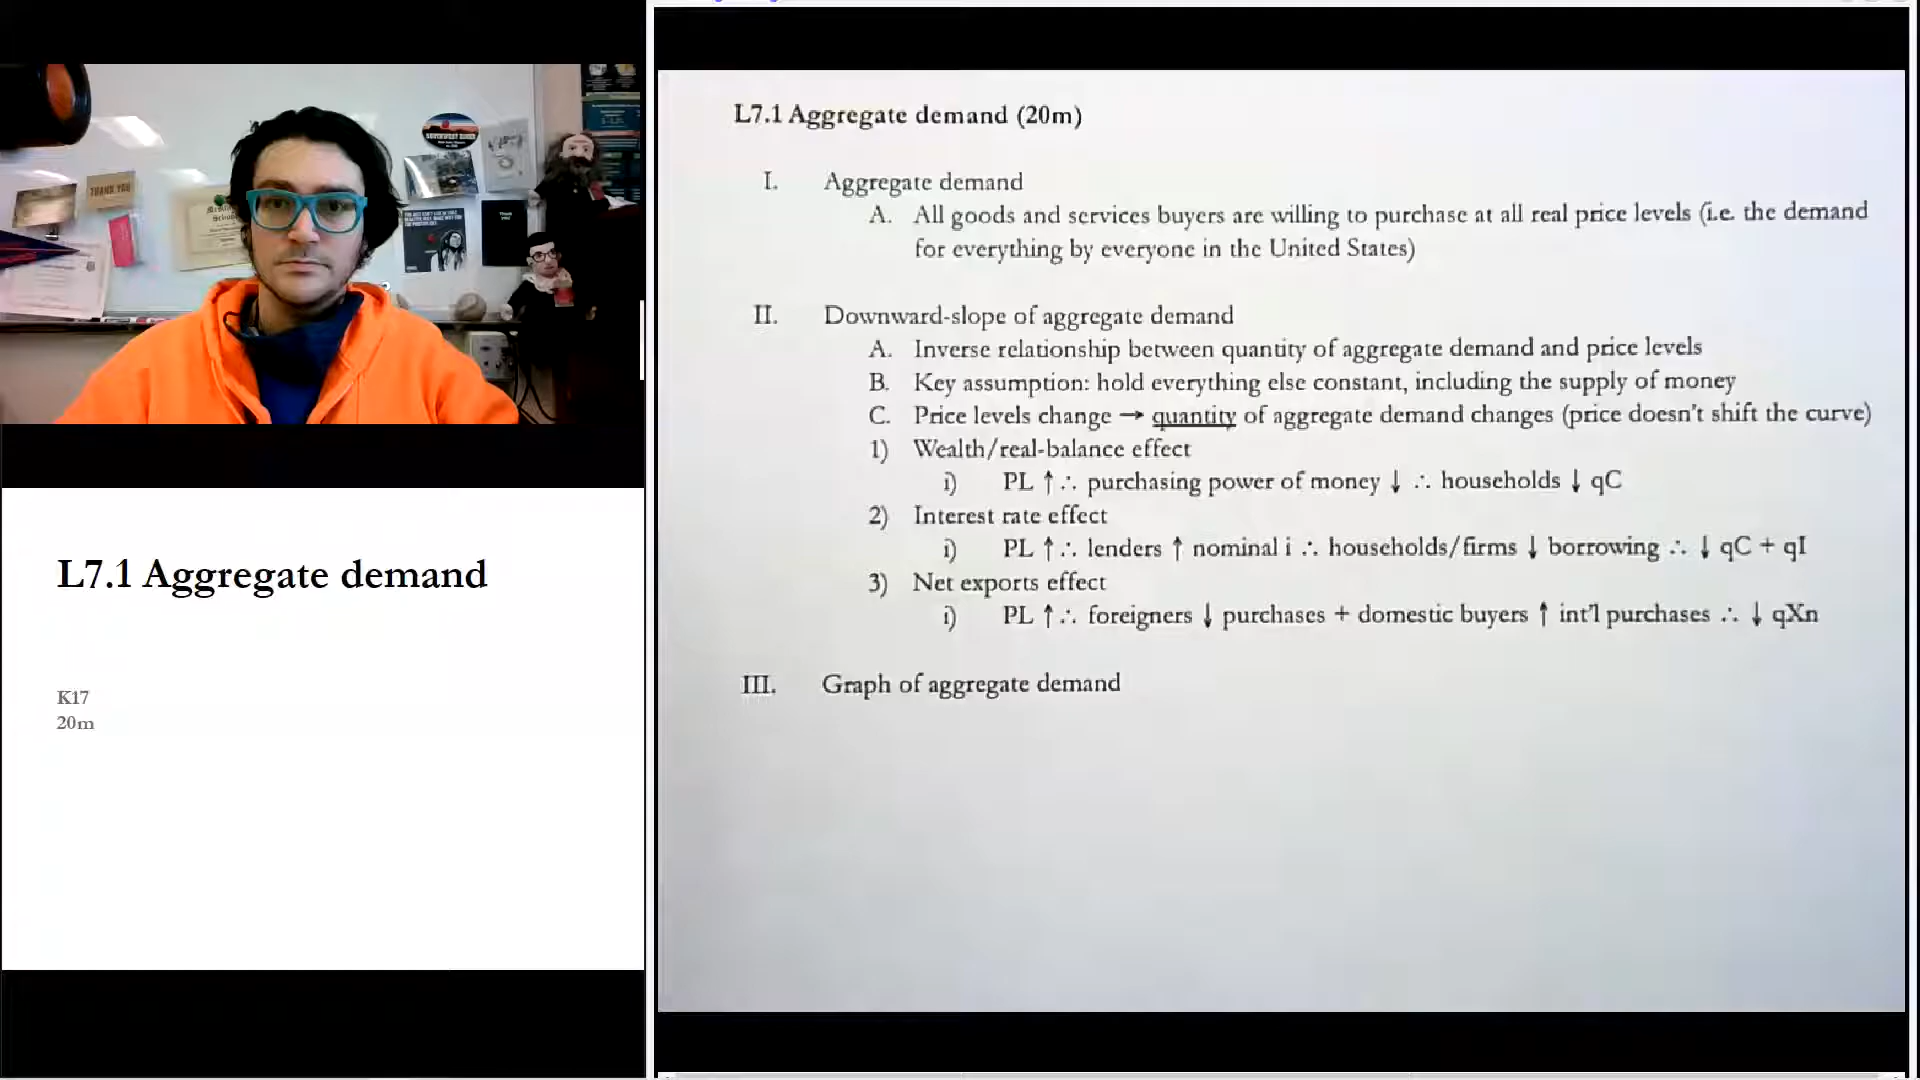 THANK YOU
L7.1 Aggregate demand
K17
20m
L7.1 Aggregate demand (20m)
I. Aggregate demand
A. All goods and services buyers are willing to purchase at all real price levels (i.e. the demand
for everything by everyone in the United States)
II. Downward-slope of aggregate demand
A. Inverse relationship between quantity of aggregate demand and price levels
B. Key assumption: hold everything else constant, including the supply of money
C. Price levels change → quantity of aggregate demand changes (price doesn't shift the curve)
1) Wealth/real-balance effect
i) PL ↑ ∴ purchasing power of money ↓ ∴ households ↓ qC
2) Interest rate effect
i) PL ↑ ∴ lenders ↑ nominal i ∴ households/firms ↓ borrowing ∴ ↓ qC + qI
3) Net exports effect
i) PL ↑ ∴ foreigners ↓ purchases + domestic buyers ↑ int'l purchases ∴ ↓ qXn
III. Graph of aggregate demand